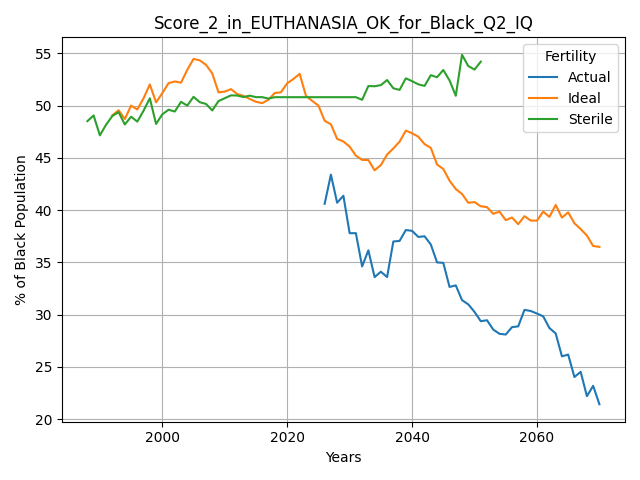 Score_2_in_EUTHANASIA_OK_for_Black_Q2_IQ
% of Black Population
55
50
45
40
35
30
25
20
Fertility
Actual
Ideal
Sterile
2000 2020 2040 2060
Years